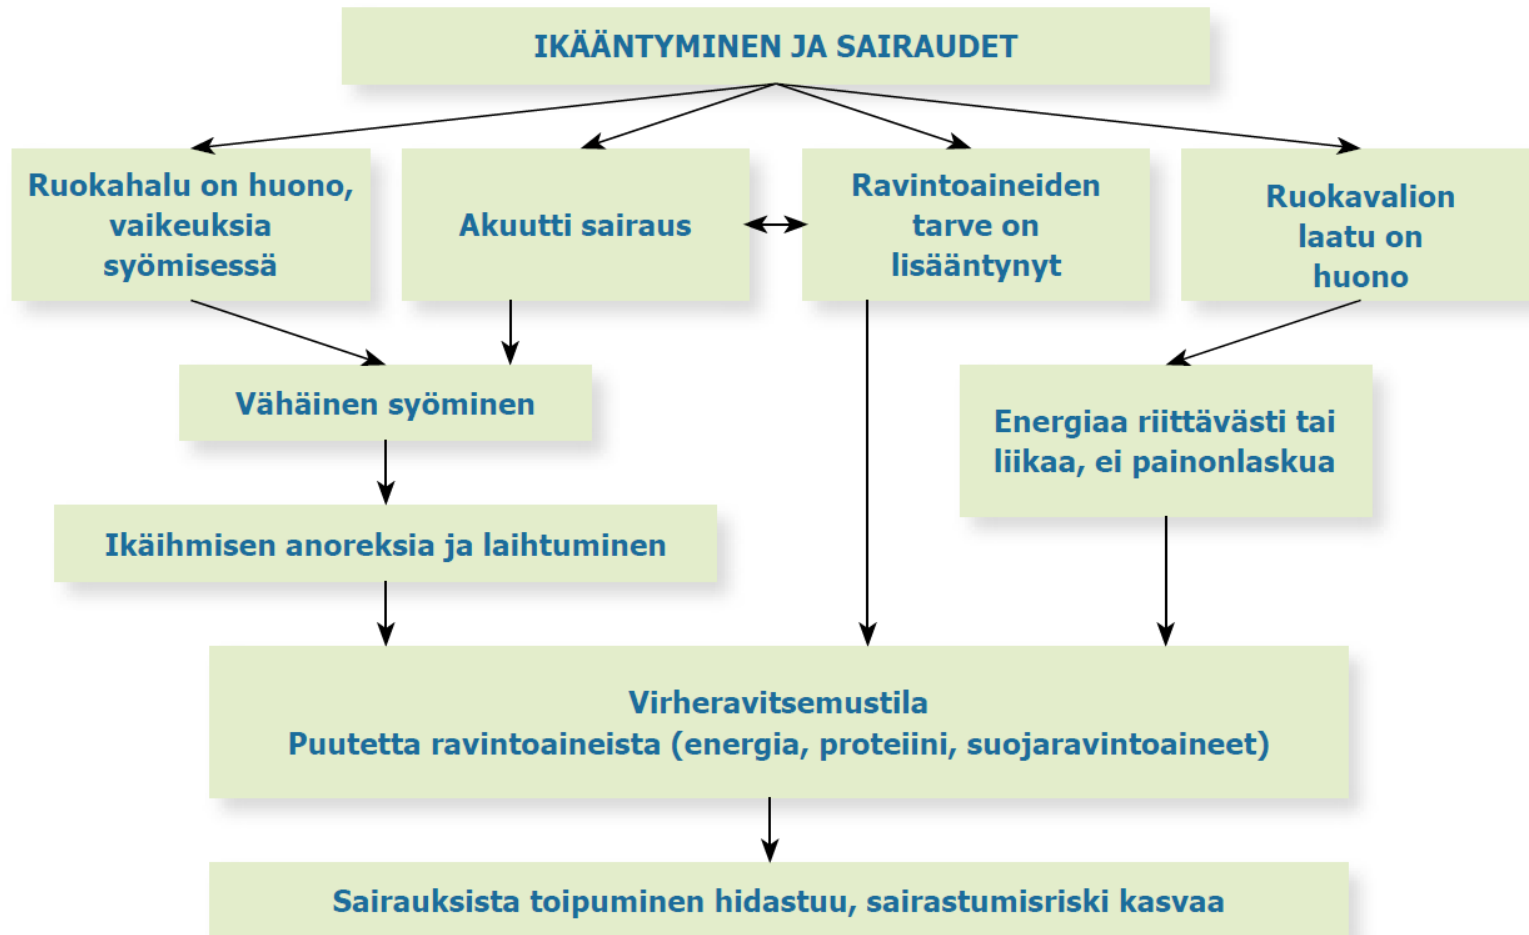 IKÄÄNTYMINEN JA SAIRAUDET
Ruokahalu on huono,
vaikeuksia
syömisessä
Akuutti sairaus
Ravintoaineiden
tarve on
lisääntynyt
Ruokavalion
laatu on
huono
Vähäinen syöminen
Energiaa riittävästi tai
liikaa, ei painonlaskua
Ikäihmisen anoreksia ja laihtuminen
Virheravitsemustila
Puutetta ravintoaineista (energia, proteiini, suojaravintoaineet)
Sairauksista toipuminen hidastuu, sairastumisriski kasvaa